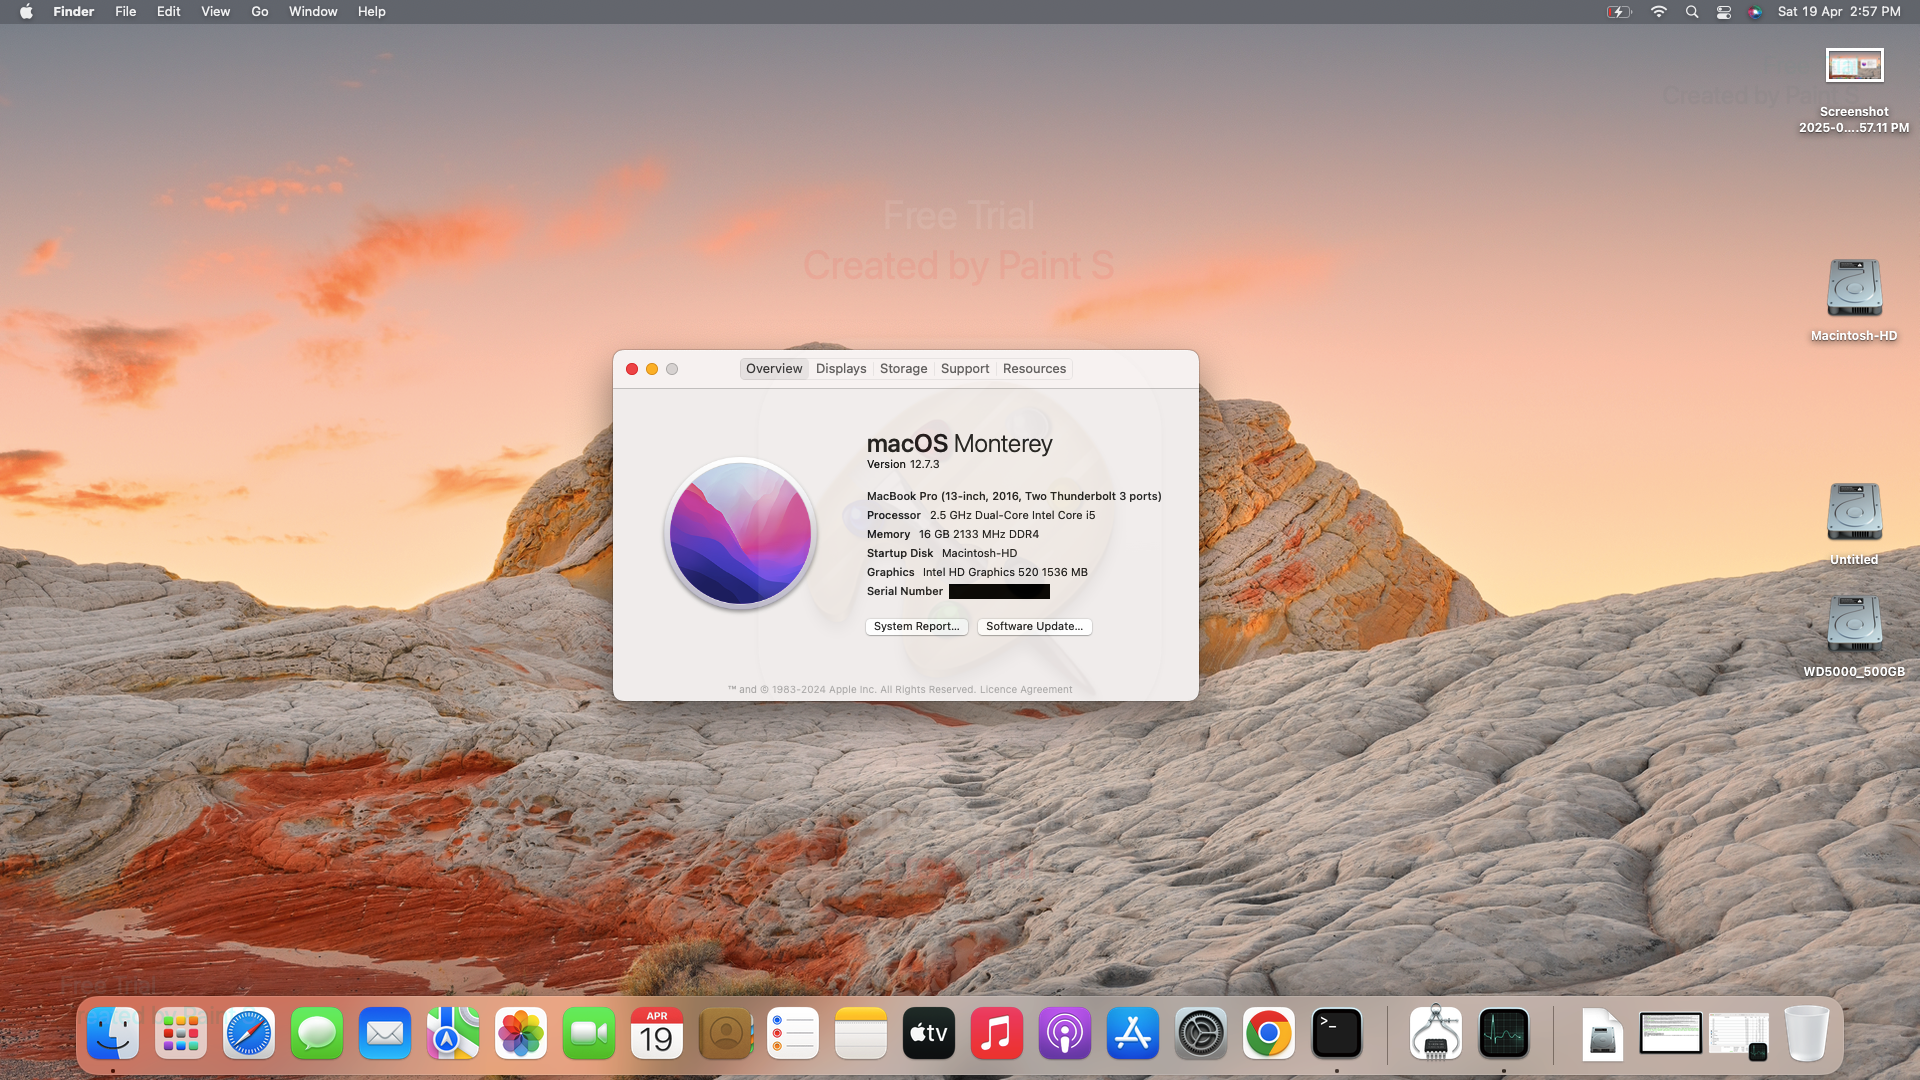 Finder File Edit View Go Window Help
Sat 19 Apr 2:57 PM
Created by Paint S
Screenshot
2025-0....57.11 PM
Free Trial
Created by Paint S
Macintosh-HD
Overview Displays Storage Support Resources
macOS Monterey
Version 12.7.3
MacBook Pro (13-inch, 2016, Two Thunderbolt 3 ports)
Processor 2.5 GHz Dual-Core Intel Core i5
Memory 16 GB 2133 MHz DDR4
Startup Disk Macintosh-HD
Graphics Intel HD Graphics 520 1536 MB
Serial Number
System Report... Software Update...
™ and © 1983-2024 Apple Inc. All Rights Reserved. Licence Agreement
Untitled
WD5000_500GB
Free Trial
APR
19
tv
>_